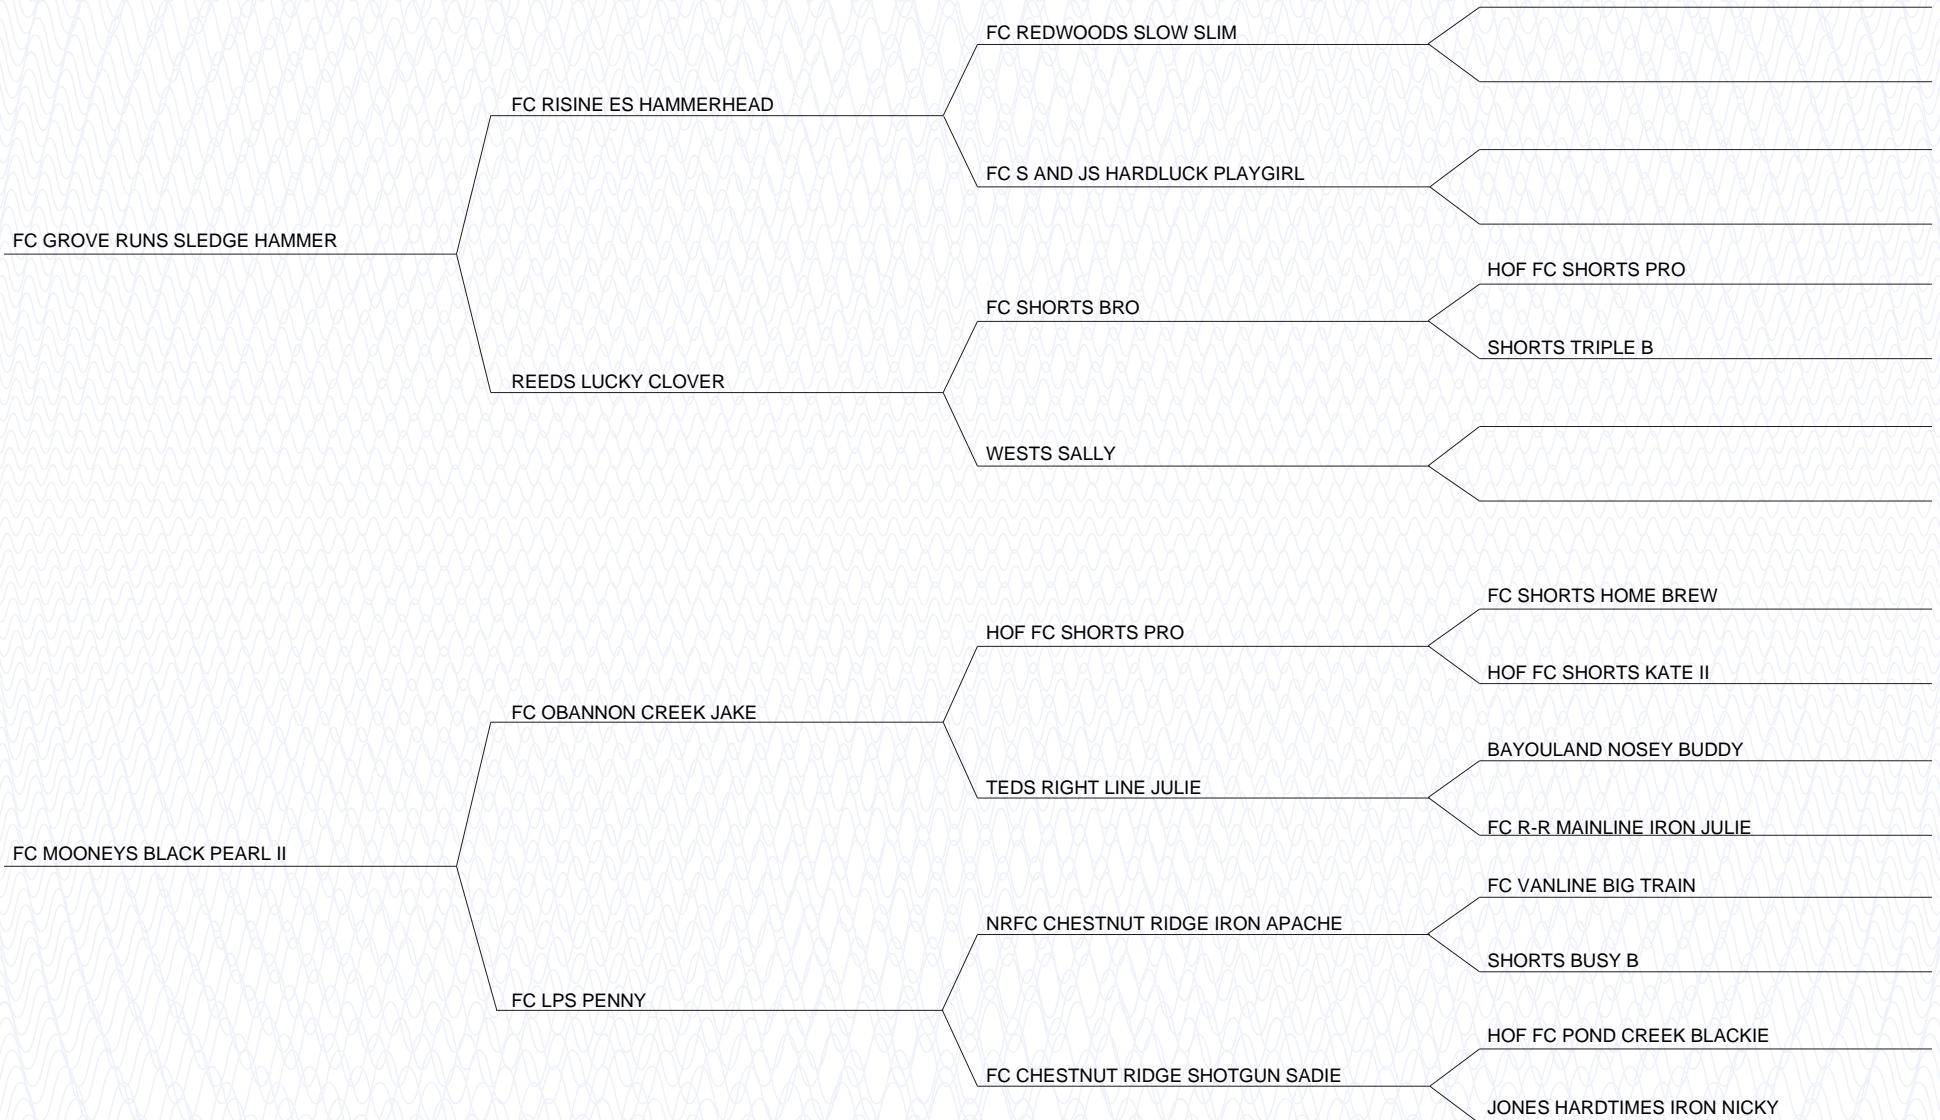 FC REDWOODS SLOW SLIM
FC RISINE ES HAMMERHEAD
FC S AND JS HARDLUCK PLAYGIRL
FC GROVE RUNS SLEDGE HAMMER
HOF FC SHORTS PRO
FC SHORTS BRO
SHORTS TRIPLE B
REEDS LUCKY CLOVER
WESTS SALLY
FC SHORTS HOME BREW
HOF FC SHORTS PRO
HOF FC SHORTS KATE II
FC OBANNON CREEK JAKE
BAYOULAND NOSEY BUDDY
TEDS RIGHT LINE JULIE
FC R-R MAINLINE IRON JULIE
FC MOONEYS BLACK PEARL II
FC VANLINE BIG TRAIN
NRFC CHESTNUT RIDGE IRON APACHE
SHORTS BUSY B
FC LPS PENNY
HOF FC POND CREEK BLACKIE
FC CHESTNUT RIDGE SHOTGUN SADIE
JONES HARDTIMES IRON NICKY